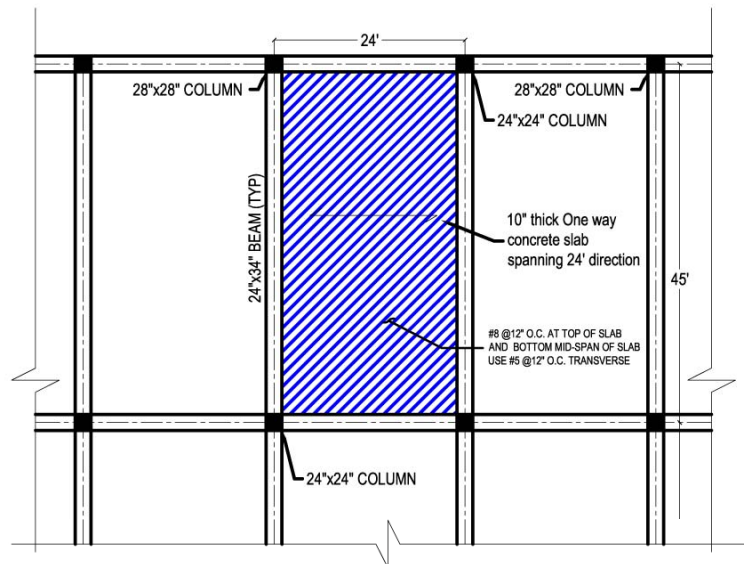 24'
28"x28" COLUMN
28"x28" COLUMN
24"x24" COLUMN
24"x34" BEAM (TYP)
10" thick One way
concrete slab
spanning 24' direction
45'
#8 @12" O.C. AT TOP OF SLAB
AND BOTTOM MID-SPAN OF SLAB
USE #5 @12" O.C. TRANSVERSE
24"x24" COLUMN